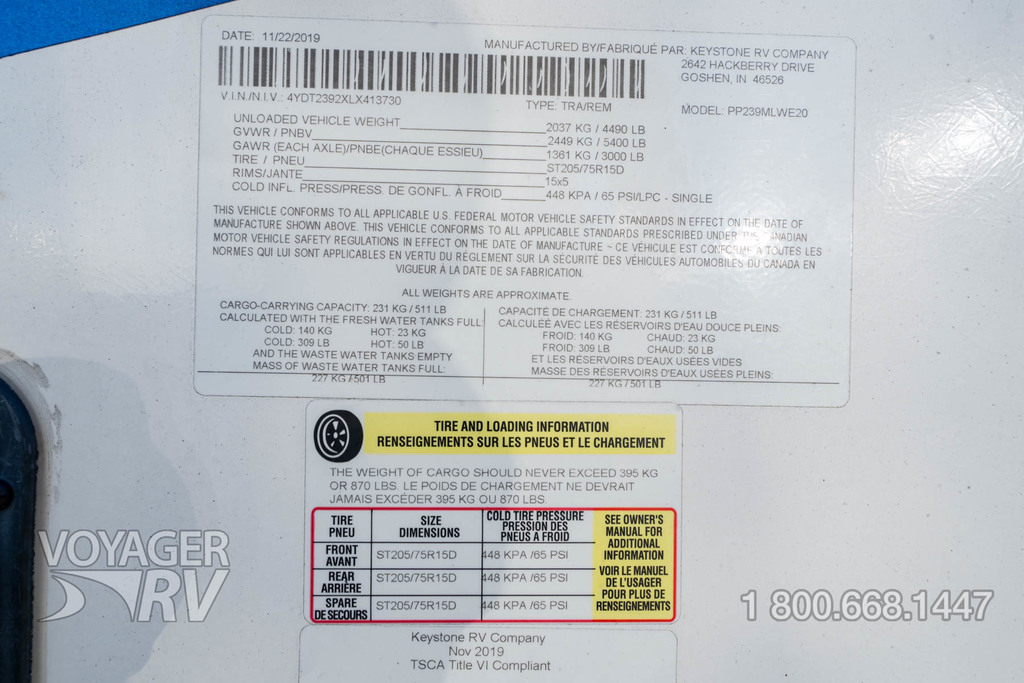 DATE: 11/22/2019
MANUFACTURED BY/FABRIQUÉ PAR: KEYSTONE RV COMPANY
2642 HACKBERRY DRIVE
GOSHEN, IN 46526
V.I.N./N.I.V.: 4YDT2392XLX413730
TYPE: TRA/REM
MODEL: PP239MLWE20
UNLOADED VEHICLE WEIGHT 2037 KG / 4490 LB
GVWR / PNBV 2449 KG / 5400 LB
GAWR (EACH AXLE)/PNBE(CHAQUE ESSIEU) 1361 KG / 3000 LB
TIRE / PNEU ST205/75R15D
RIMS/JANTE 15x5
COLD INFL. PRESS/PRESS. DE GONFL. À FROID 448 KPA / 65 PSI/LPC - SINGLE
THIS VEHICLE CONFORMS TO ALL APPLICABLE U.S. FEDERAL MOTOR VEHICLE SAFETY STANDARDS IN EFFECT ON THE DATE OF
MANUFACTURE SHOWN ABOVE. THIS VEHICLE CONFORMS TO ALL APPLICABLE STANDARDS PRESCRIBED UNDER THE CANADIAN
MOTOR VEHICLE SAFETY REGULATIONS IN EFFECT ON THE DATE OF MANUFACTURE ~ CE VÉHICULE EST CONFORME À TOUTES LES
NORMES QUI LUI SONT APPLICABLES EN VERTU DU RÉGLEMENT SUR LA SÉCURITÉ DES VÉHICULES AUTOMOBILES DU CANADA EN
VIGUEUR À LA DATE DE SA FABRICATION.
ALL WEIGHTS ARE APPROXIMATE.
CARGO-CARRYING CAPACITY: 231 KG / 511 LB
CALCULATED WITH THE FRESH WATER TANKS FULL:
COLD: 140 KG HOT: 23 KG
COLD: 309 LB HOT: 50 LB
AND THE WASTE WATER TANKS EMPTY
MASS OF WASTE WATER TANKS FULL:
227 KG / 501 LB
CAPACITÉ DE CHARGEMENT: 231 KG / 511 LB
CALCULÉE AVEC LES RÉSERVOIRS D'EAU DOUCE PLEINS:
FROID: 140 KG CHAUD: 23 KG
FROID: 309 LB CHAUD: 50 LB
ET LES RÉSERVOIRS D'EAUX USÉES VIDES
MASSE DES RÉSERVOIRS D'EAUX USÉES PLEINS:
227 KG / 501 LB
TIRE AND LOADING INFORMATION
RENSEIGNEMENTS SUR LES PNEUS ET LE CHARGEMENT
THE WEIGHT OF CARGO SHOULD NEVER EXCEED 395 KG
OR 870 LBS. LE POIDS DE CHARGEMENT NE DEVRAIT
JAMAIS EXCÉDER 395 KG OU 870 LBS.
TIRE
PNEU
SIZE
DIMENSIONS
COLD TIRE PRESSURE
PRESSION DES
PNEUS A FROID
FRONT
AVANT
ST205/75R15D 448 KPA /65 PSI
REAR
ARRIÈRE
ST205/75R15D 448 KPA /65 PSI
SPARE
DE SECOURS
ST205/75R15D 448 KPA /65 PSI
SEE OWNER'S
MANUAL FOR
ADDITIONAL
INFORMATION
VOIR LE MANUEL
DE L'USAGER
POUR PLUS DE
RENSEIGNEMENTS
Keystone RV Company
Nov 2019
TSCA Title VI Compliant
VOYAGER
RV
1 800.668.1447